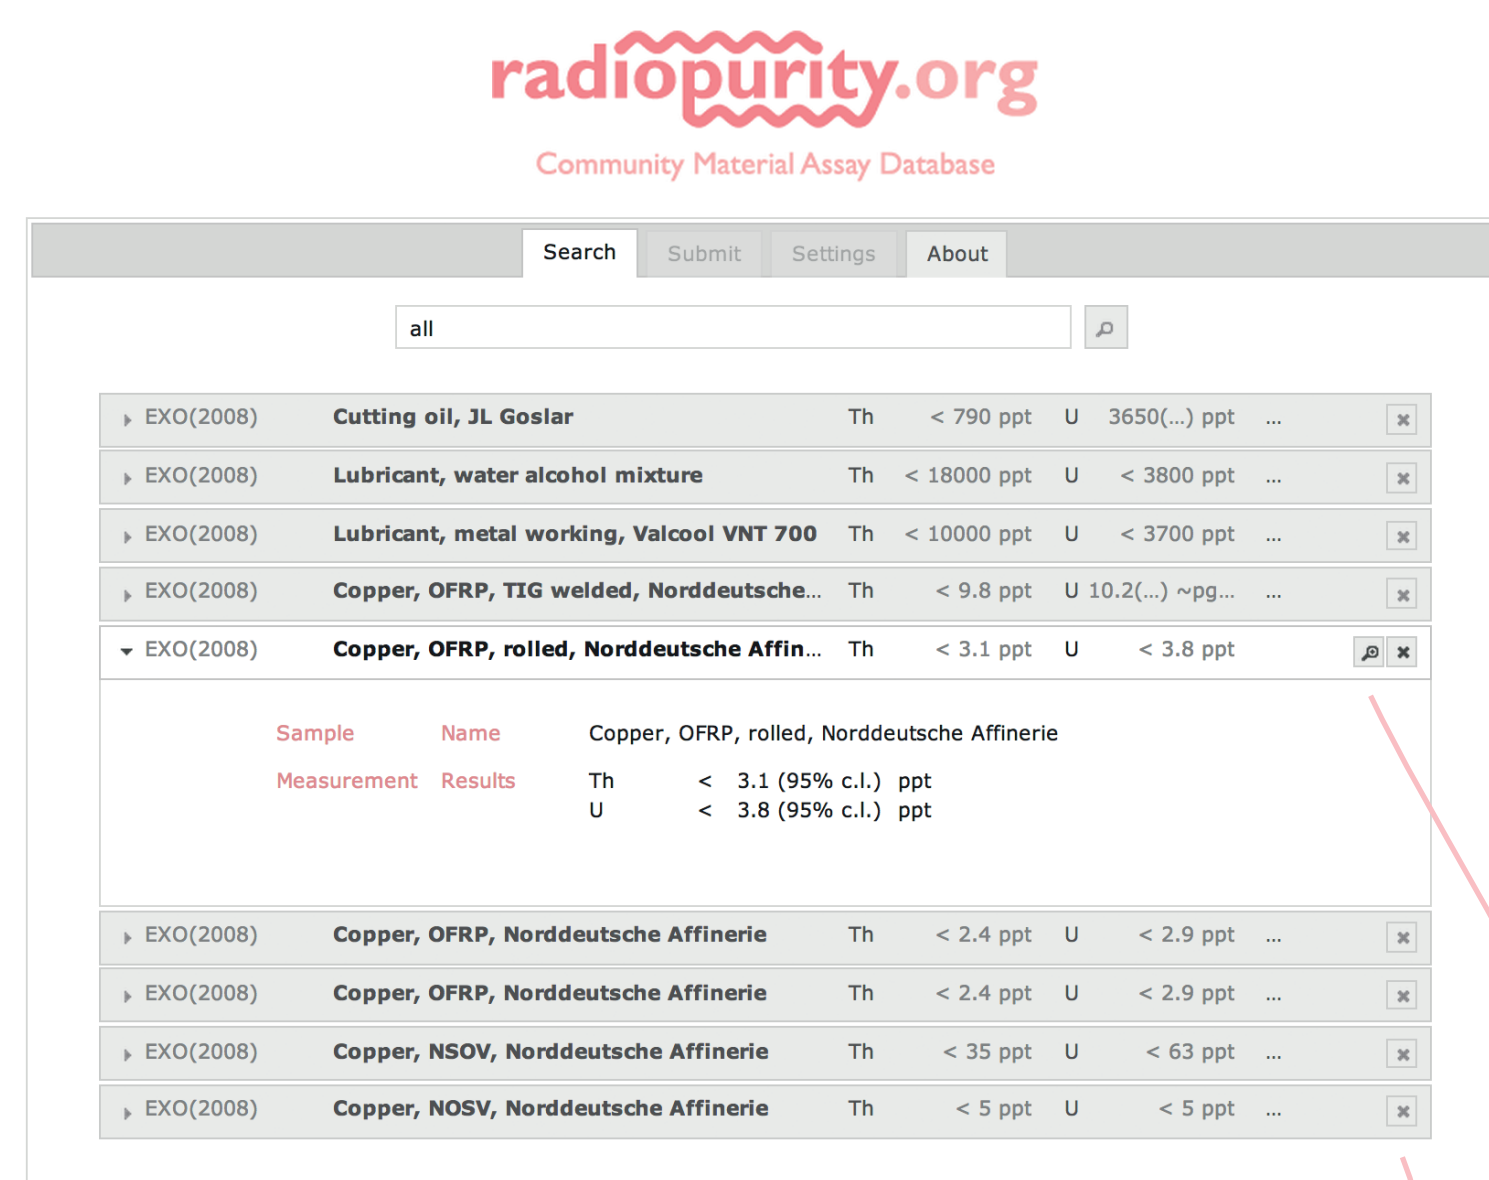 radiopurity.org
Community Material Assay Database
Search Submit Settings About
all
EXO(2008) Cutting oil, JL Goslar Th < 790 ppt U 3650(...) ppt ...
EXO(2008) Lubricant, water alcohol mixture Th < 18000 ppt U < 3800 ppt ...
EXO(2008) Lubricant, metal working, Valcool VNT 700 Th < 10000 ppt U < 3700 ppt ...
EXO(2008) Copper, OFRP, TIG welded, Norddeutsche... Th < 9.8 ppt U 10.2(...) ~pg... ...
EXO(2008) Copper, OFRP, rolled, Norddeutsche Affin... Th < 3.1 ppt U < 3.8 ppt
Sample Name Copper, OFRP, rolled, Norddeutsche Affinerie
Measurement Results Th < 3.1 (95% c.l.) ppt
U < 3.8 (95% c.l.) ppt
EXO(2008) Copper, OFRP, Norddeutsche Affinerie Th < 2.4 ppt U < 2.9 ppt ...
EXO(2008) Copper, OFRP, Norddeutsche Affinerie Th < 2.4 ppt U < 2.9 ppt ...
EXO(2008) Copper, NSOV, Norddeutsche Affinerie Th < 35 ppt U < 63 ppt ...
EXO(2008) Copper, NOSV, Norddeutsche Affinerie Th < 5 ppt U < 5 ppt ...